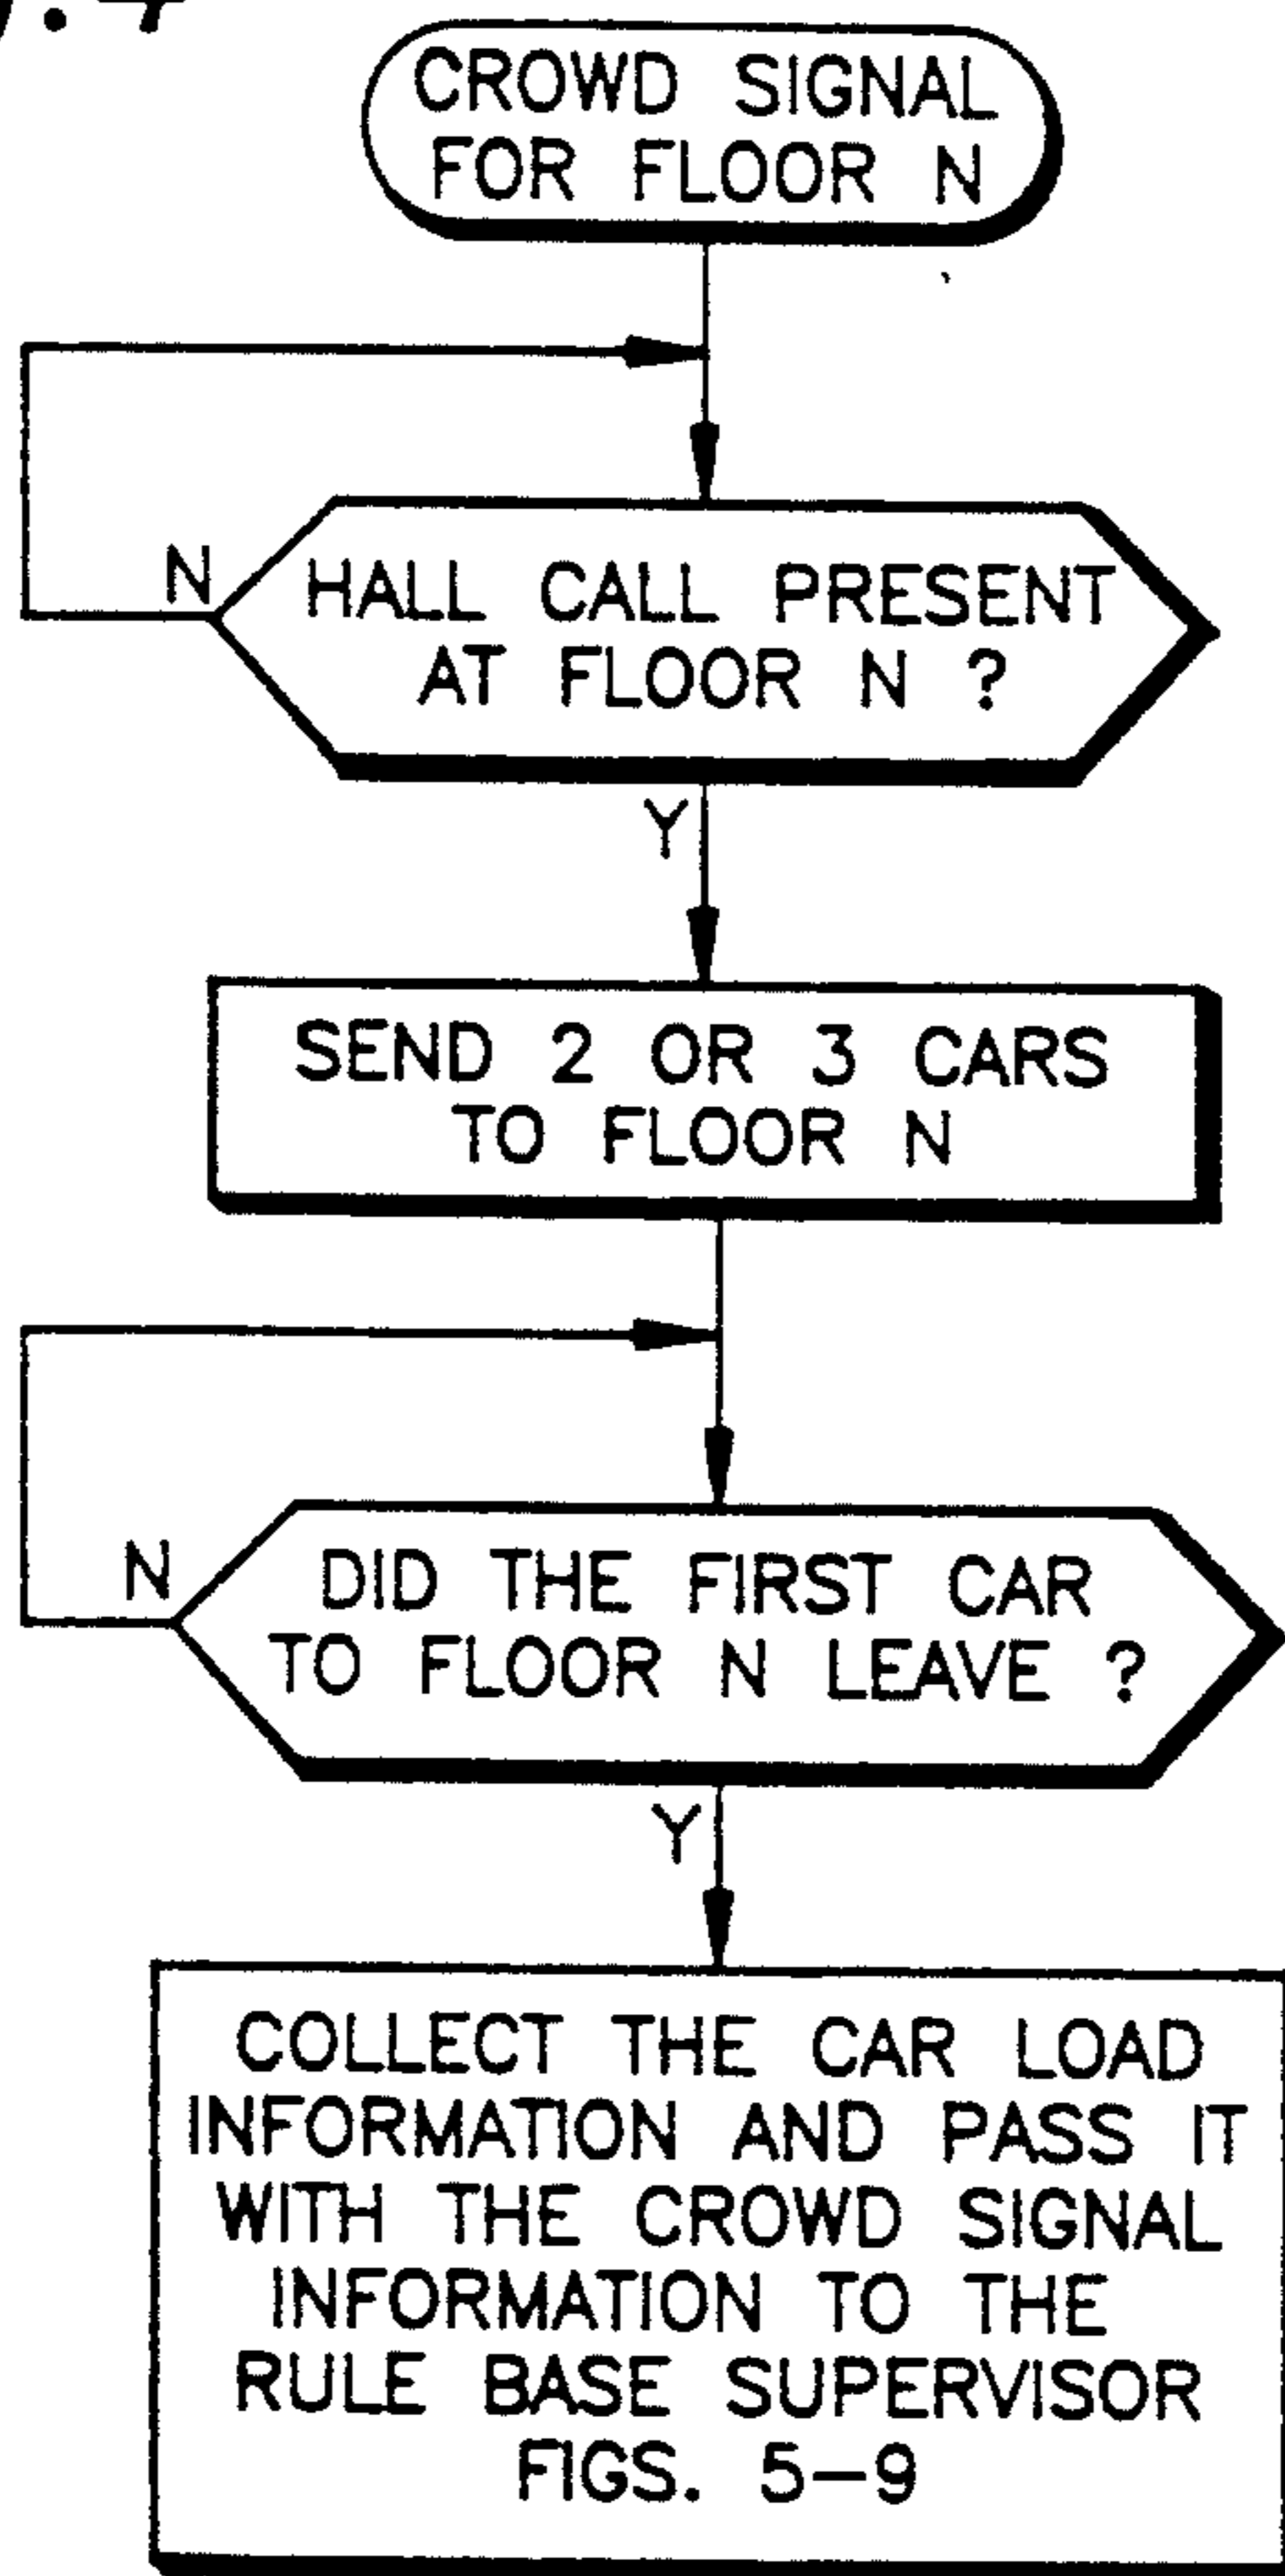 CROWD SIGNAL
FOR FLOOR N
N
HALL CALL PRESENT
AT FLOOR N ?
Y
SEND 2 OR 3 CARS
TO FLOOR N
N
DID THE FIRST CAR
TO FLOOR N LEAVE ?
Y
COLLECT THE CAR LOAD
INFORMATION AND PASS IT
WITH THE CROWD SIGNAL
INFORMATION TO THE
RULE BASE SUPERVISOR
FIGS. 5-9